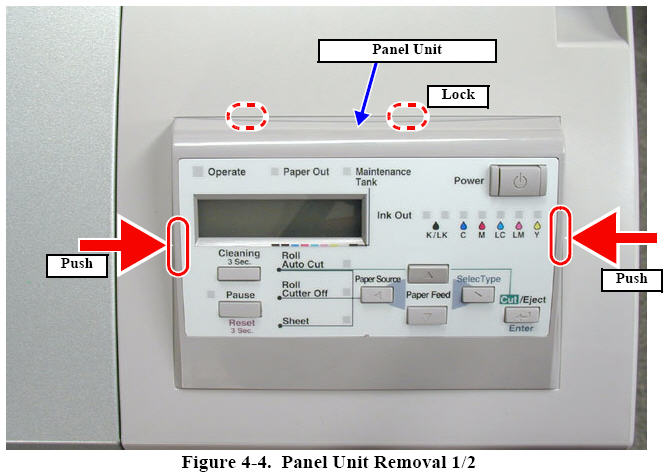 Panel Unit
Lock
Operate
Paper Out
Maintenance
Tank
Power
Ink Out
K/LK C M LC LM Y
Push
Push
Cleaning
3 Sec.
Roll
Auto Cut
Paper Source
SelecType
Roll
Cutter Off
Paper Feed
Pause
Cut/Eject
Reset
3 Sec.
Sheet
Enter
Figure 4-4. Panel Unit Removal 1/2